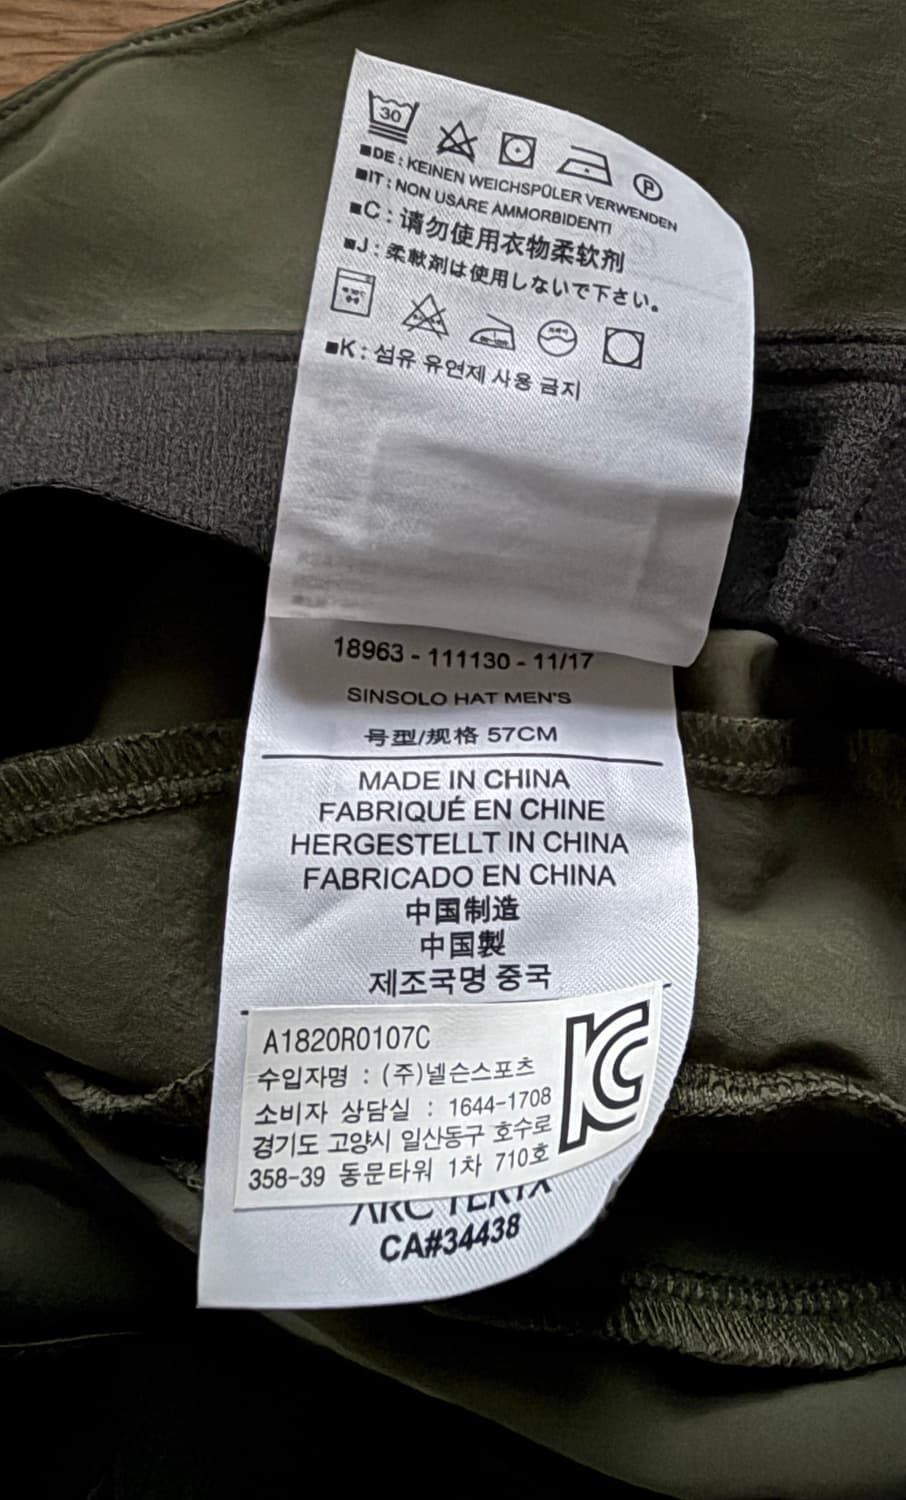 30
P
■DE : KEINEN WEICHSPÜLER VERWENDEN
■IT : NON USARE AMMORBIDENTI
■C : 请勿使用衣物柔软剂
■J : 柔軟剤は使用しないで下さい。
■K : 섬유 유연제 사용 금지
18963 - 111130 - 11/17
SINSOLO HAT MEN'S
号型/规格 57CM
MADE IN CHINA
FABRIQUÉ EN CHINE
HERGESTELLT IN CHINA
FABRICADO EN CHINA
中国制造
中国製
제조국명 중국
A1820R0107C
수입자명 : (주)넬슨스포츠
소비자 상담실 : 1644-1708
경기도 고양시 일산동구 호수로
358-39 동문타워 1차 710호
ARC'TERYX
CA#34438